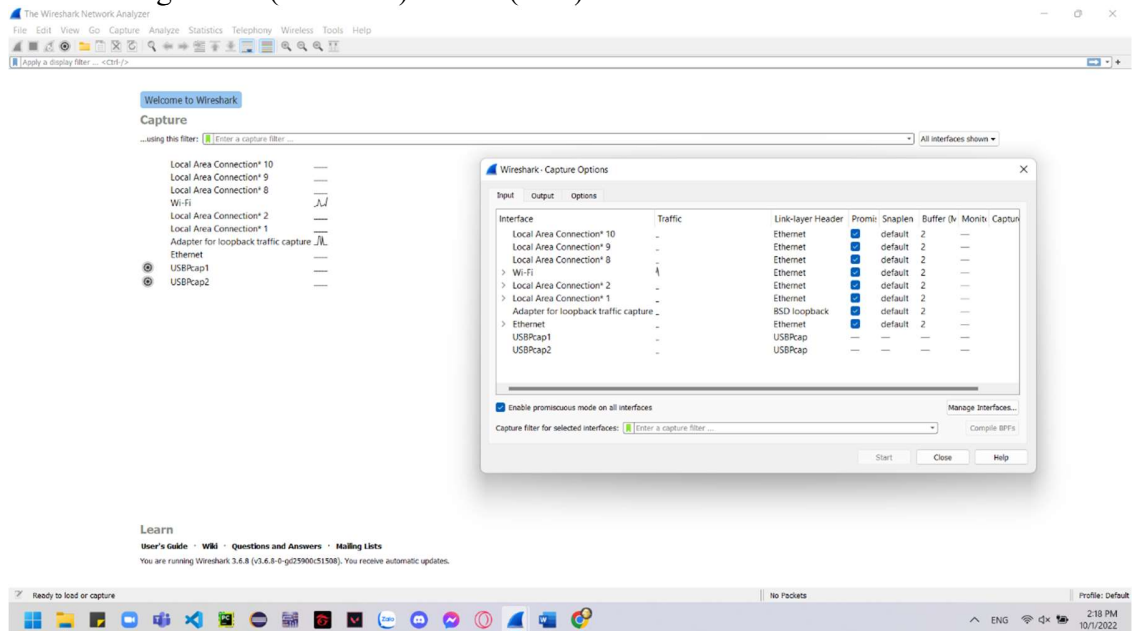 The Wireshark Network Analyzer
File Edit View Go Capture Analyze Statistics Telephony Wireless Tools Help
Apply a display filter ... <Ctrl-/>
Welcome to Wireshark
Capture
...using this filter: Enter a capture filter ... All interfaces shown
Local Area Connection* 10
Local Area Connection* 9
Local Area Connection* 8
Wi-Fi
Local Area Connection* 2
Local Area Connection* 1
Adapter for loopback traffic capture
Ethernet
USBPcap1
USBPcap2
Wireshark · Capture Options
Input Output Options
Interface Traffic Link-layer Header Promis Snaplen Buffer (M Monito Captur
Local Area Connection* 10 Ethernet default 2 —
Local Area Connection* 9 Ethernet default 2 —
Local Area Connection* 8 Ethernet default 2 —
Wi-Fi Ethernet default 2 —
Local Area Connection* 2 Ethernet default 2 —
Local Area Connection* 1 Ethernet default 2 —
Adapter for loopback traffic capture BSD loopback default 2 —
Ethernet Ethernet default 2 —
USBPcap1 USBPcap — — — —
USBPcap2 USBPcap — — — —
Enable promiscuous mode on all interfaces Manage Interfaces...
Capture filter for selected interfaces: Enter a capture filter ... Compile BPFs
Start Close Help
Learn
User's Guide · Wiki · Questions and Answers · Mailing Lists
You are running Wireshark 3.6.8 (v3.6.8-0-gd25900c51508). You receive automatic updates.
Ready to load or capture No Packets Profile: Default
Zalo ENG 2:18 PM
10/1/2022